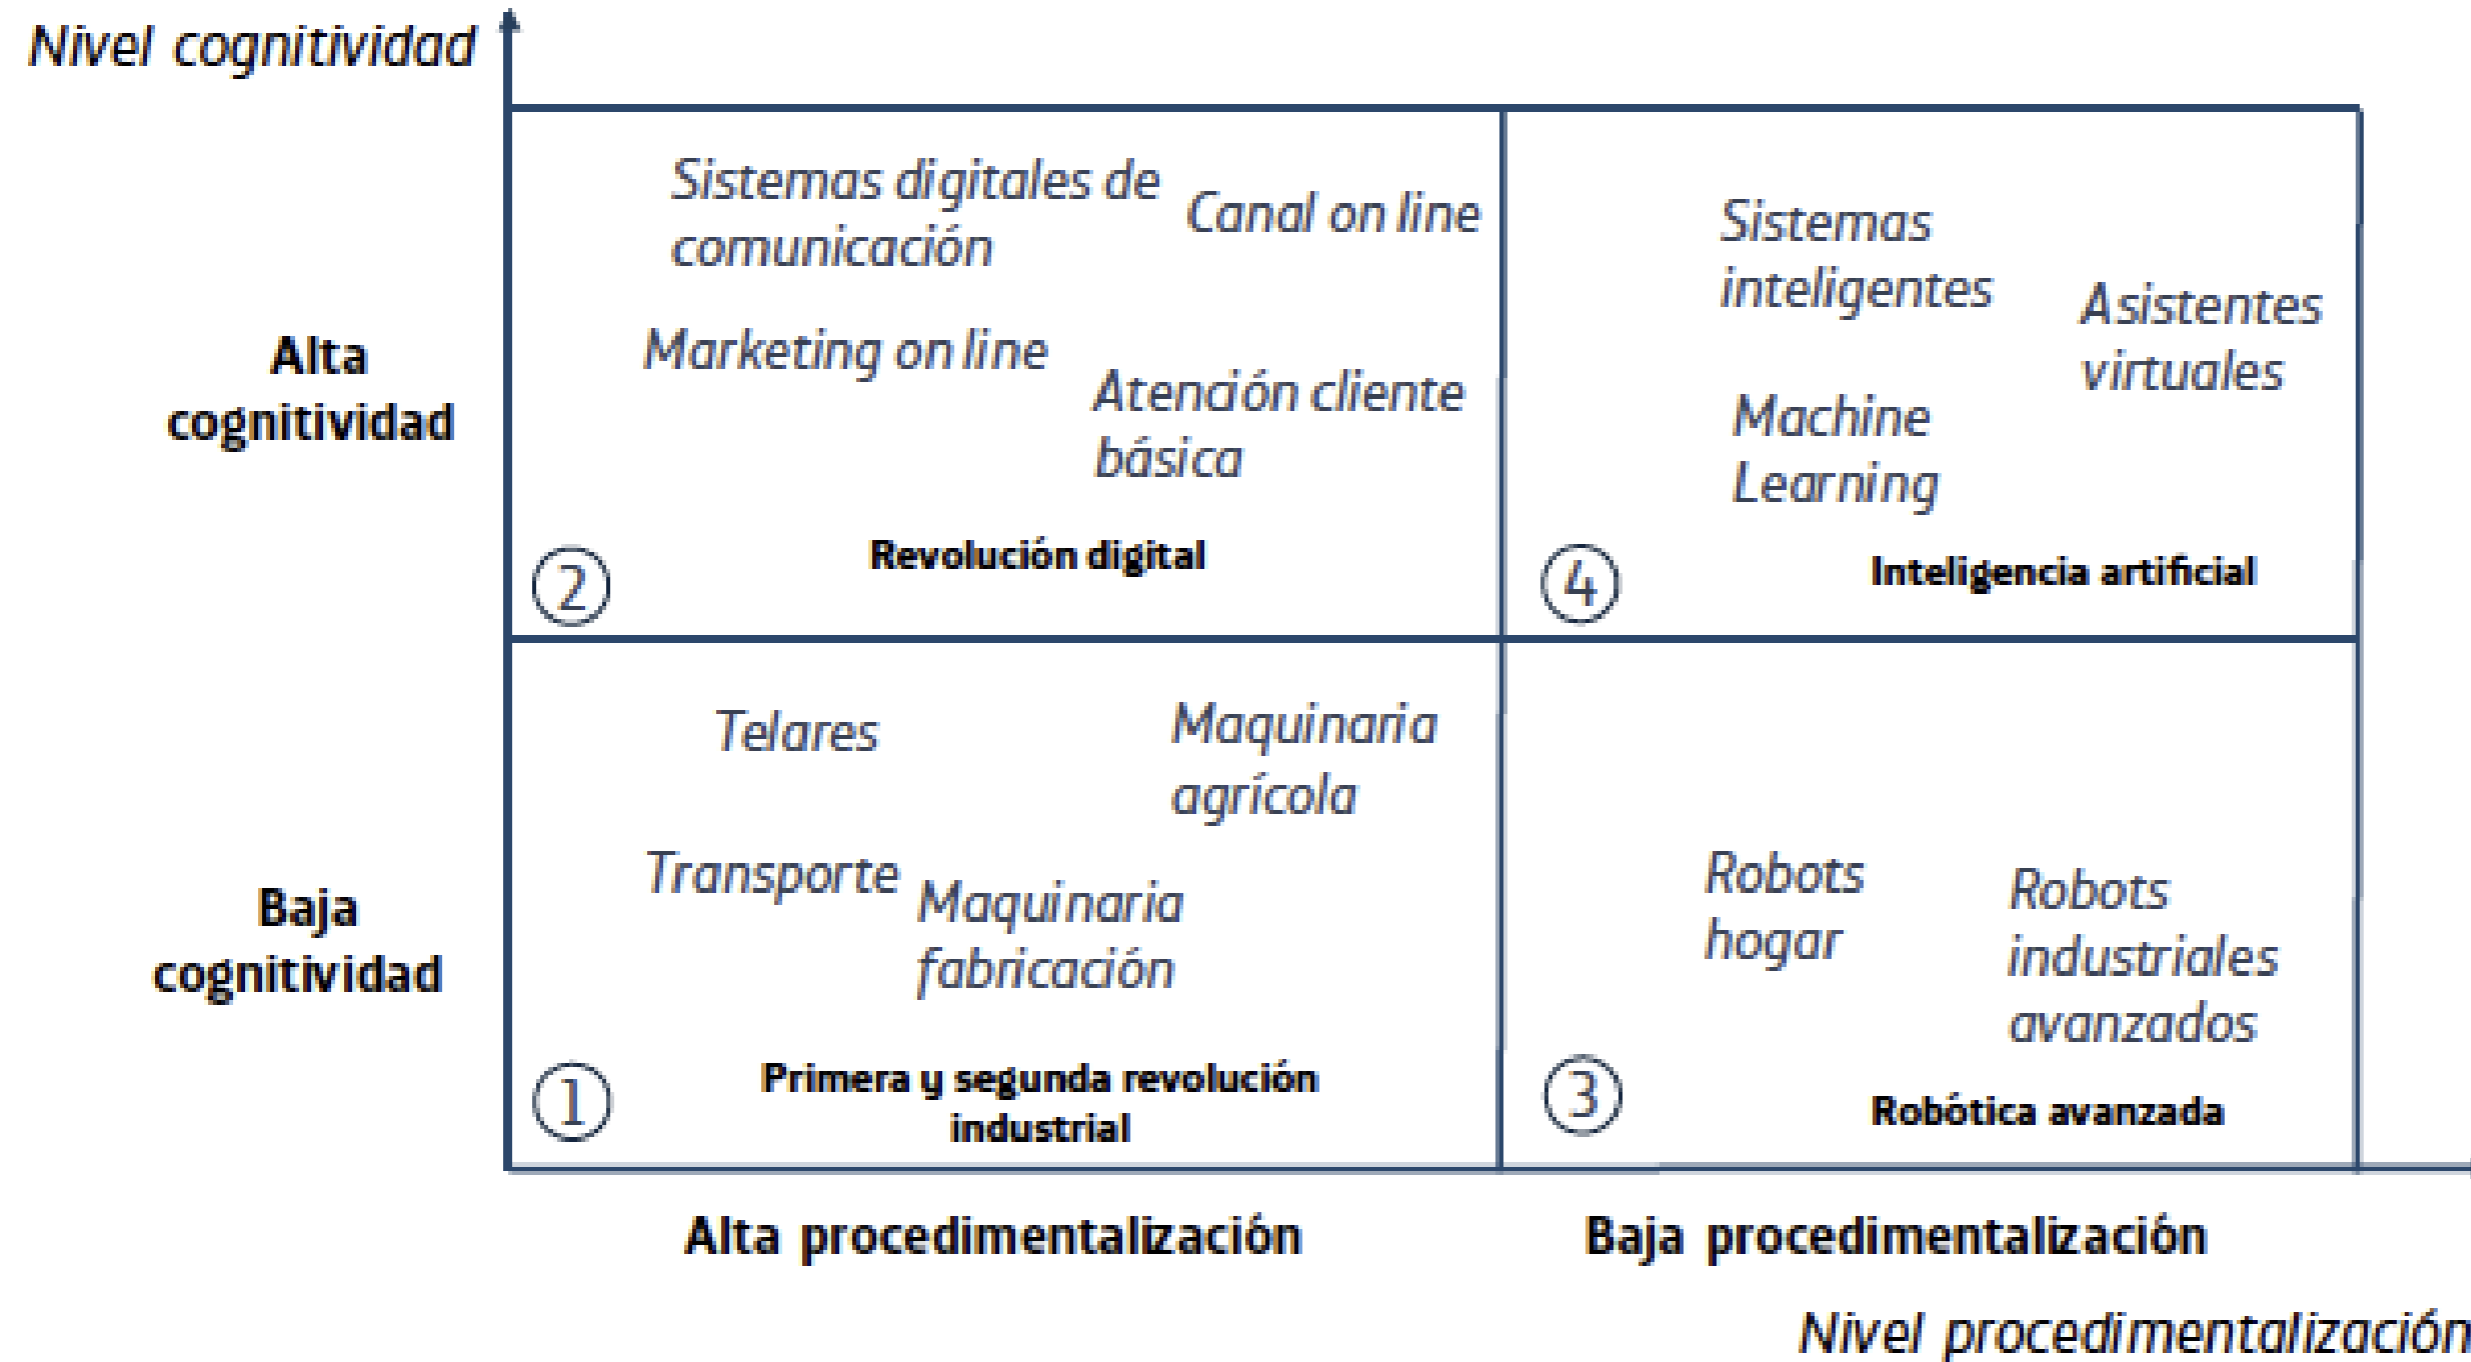 Nivel cognitividad
Alta
cognitividad
Sistemas digitales de
comunicación
Canal on line
Marketing on line
Atención cliente
básica
Revolución digital
2
Sistemas
inteligentes
Asistentes
virtuales
Machine
Learning
Inteligencia artificial
4
Baja
cognitividad
Telares
Maquinaria
agrícola
Transporte
Maquinaria
fabricación
Primera y segunda revolución
industrial
1
Robots
hogar
Robots
industriales
avanzados
Robótica avanzada
3
Alta procedimentalización
Baja procedimentalización
Nivel procedimentalización